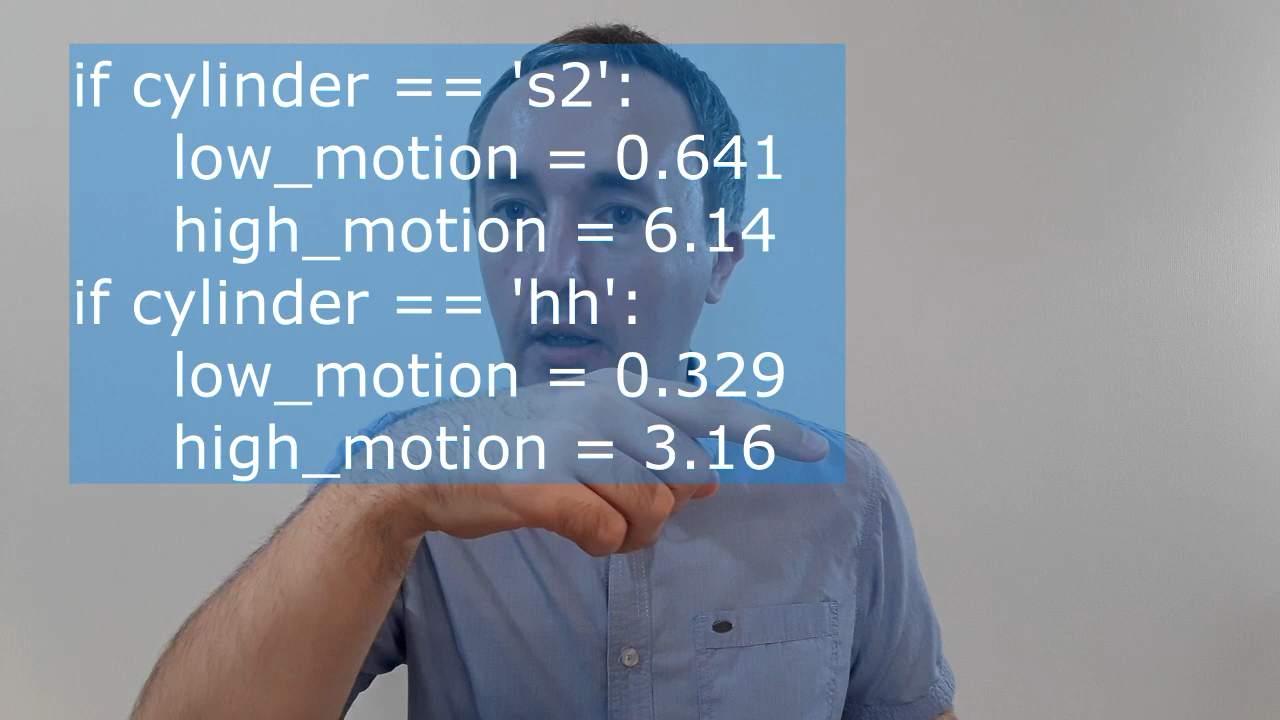 if cylinder == 's2':
    low_motion = 0.641
    high_motion = 6.14
if cylinder == 'hh':
    low_motion = 0.329
    high_motion = 3.16